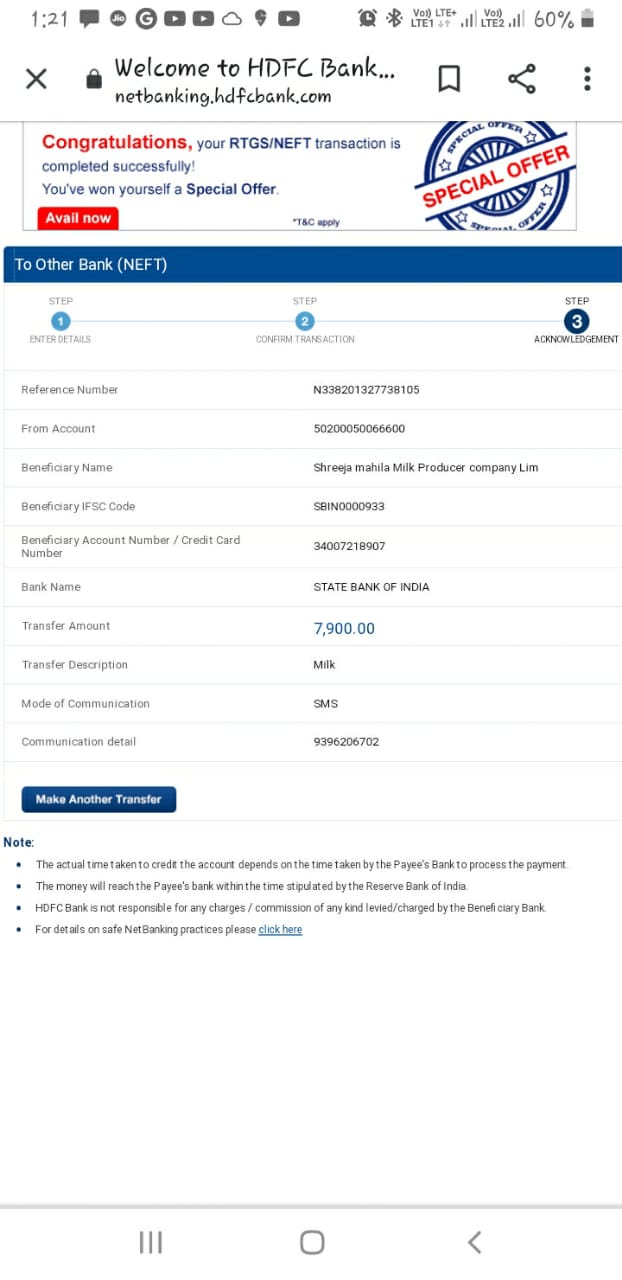 1:21 Jio G Vo)) LTE+ LTE1 Vo)) LTE2 60%
Welcome to HDFC Bank...
netbanking.hdfcbank.com
Congratulations, your RTGS/NEFT transaction is
completed successfully!
You've won yourself a Special Offer.
Avail now
*T&C apply
SPECIAL OFFER
SPECIAL OFFER
SPECIAL OFFER
To Other Bank (NEFT)
STEP STEP STEP
1 2 3
ENTER DETAILS CONFIRM TRANSACTION ACKNOWLEDGEMENT
Reference Number N338201327738105
From Account 50200050066600
Beneficiary Name Shreeja mahila Milk Producer company Lim
Beneficiary IFSC Code SBIN0000933
Beneficiary Account Number / Credit Card
Number 34007218907
Bank Name STATE BANK OF INDIA
Transfer Amount 7,900.00
Transfer Description Milk
Mode of Communication SMS
Communication detail 9396206702
Make Another Transfer
Note:
• The actual time taken to credit the account depends on the time taken by the Payee's Bank to process the payment.
• The money will reach the Payee's bank within the time stipulated by the Reserve Bank of India.
• HDFC Bank is not responsible for any charges / commission of any kind levied/charged by the Beneficiary Bank.
• For details on safe NetBanking practices please click here